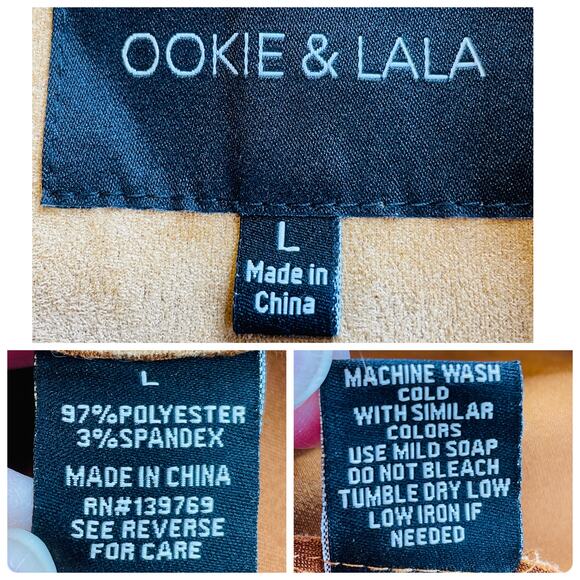 OOKIE & LALA
L
Made in
China
L
97%POLYESTER
3%SPANDEX
MADE IN CHINA
RN#139769
SEE REVERSE
FOR CARE
MACHINE WASH
COLD
WITH SIMILAR
COLORS
USE MILD SOAP
DO NOT BLEACH
TUMBLE DRY LOW
LOW IRON IF
NEEDED